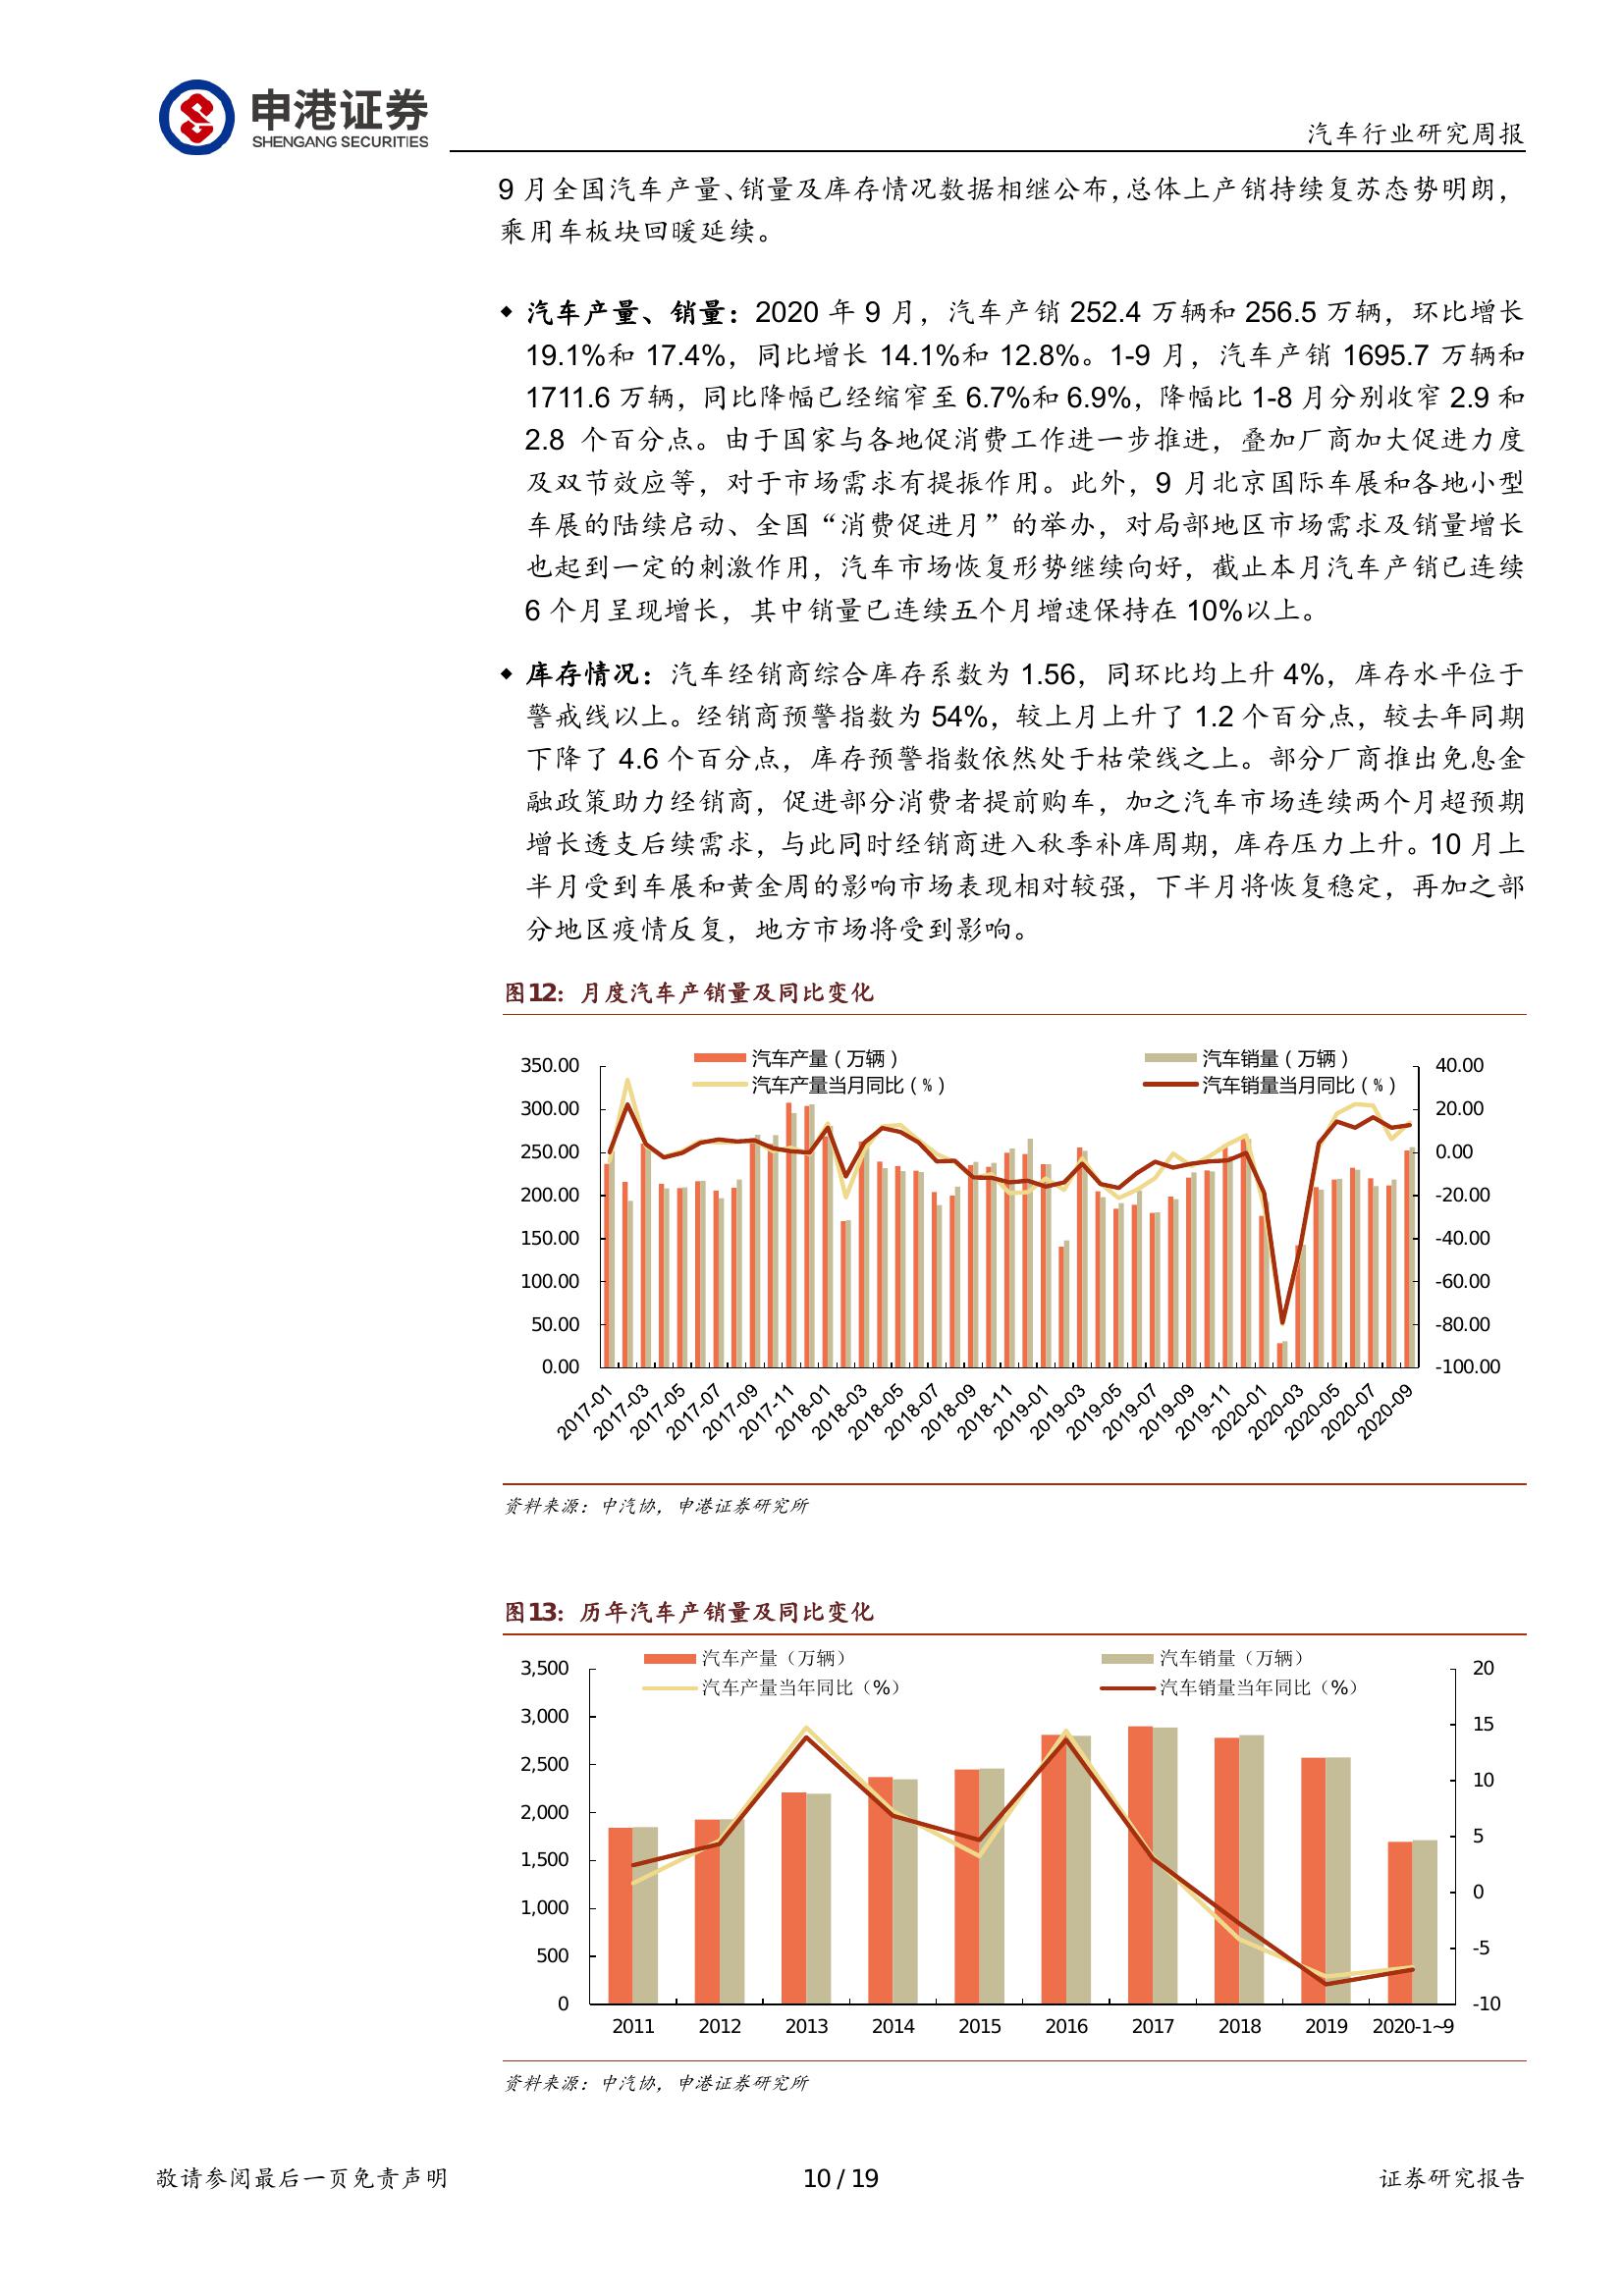 申港证券
SHENGANG SECURITIES
汽车行业研究周报
9 月全国汽车产量、销量及库存情况数据相继公布，总体上产销持续复苏态势明朗，
乘用车板块回暖延续。
◆ 汽车产量、销量：2020 年 9 月，汽车产销 252.4 万辆和 256.5 万辆，环比增长
19.1%和 17.4%，同比增长 14.1%和 12.8%。1-9 月，汽车产销 1695.7 万辆和
1711.6 万辆，同比降幅已经缩窄至 6.7%和 6.9%，降幅比 1-8 月分别收窄 2.9 和
2.8 个百分点。由于国家与各地促消费工作进一步推进，叠加厂商加大促进力度
及双节效应等，对于市场需求有提振作用。此外，9 月北京国际车展和各地小型
车展的陆续启动、全国“消费促进月”的举办，对局部地区市场需求及销量增长
也起到一定的刺激作用，汽车市场恢复形势继续向好，截止本月汽车产销已连续
6 个月呈现增长，其中销量已连续五个月增速保持在 10%以上。
◆ 库存情况：汽车经销商综合库存系数为 1.56，同环比均上升 4%，库存水平位于
警戒线以上。经销商预警指数为 54%，较上月上升了 1.2 个百分点，较去年同期
下降了 4.6 个百分点，库存预警指数依然处于枯荣线之上。部分厂商推出免息金
融政策助力经销商，促进部分消费者提前购车，加之汽车市场连续两个月超预期
增长透支后续需求，与此同时经销商进入秋季补库周期，库存压力上升。10 月上
半月受到车展和黄金周的影响市场表现相对较强，下半月将恢复稳定，再加之部
分地区疫情反复，地方市场将受到影响。
图12：月度汽车产销量及同比变化
汽车产量（万辆） 汽车销量（万辆）
汽车产量当月同比（%） 汽车销量当月同比（%）
350.00 40.00
300.00 20.00
250.00 0.00
200.00 -20.00
150.00 -40.00
100.00 -60.00
50.00 -80.00
0.00 -100.00
2017-01 2017-03 2017-05 2017-07 2017-09 2017-11 2018-01 2018-03 2018-05 2018-07 2018-09 2018-11 2019-01 2019-03 2019-05 2019-07 2019-09 2019-11 2020-01 2020-03 2020-05 2020-07 2020-09
资料来源：中汽协，申港证券研究所
图13：历年汽车产销量及同比变化
汽车产量（万辆） 汽车销量（万辆）
汽车产量当年同比（%） 汽车销量当年同比（%）
3,500 20
3,000 15
2,500 10
2,000 5
1,500 0
1,000 -5
500 -10
0
2011 2012 2013 2014 2015 2016 2017 2018 2019 2020-1~9
资料来源：中汽协，申港证券研究所
敬请参阅最后一页免责声明 10 / 19 证券研究报告